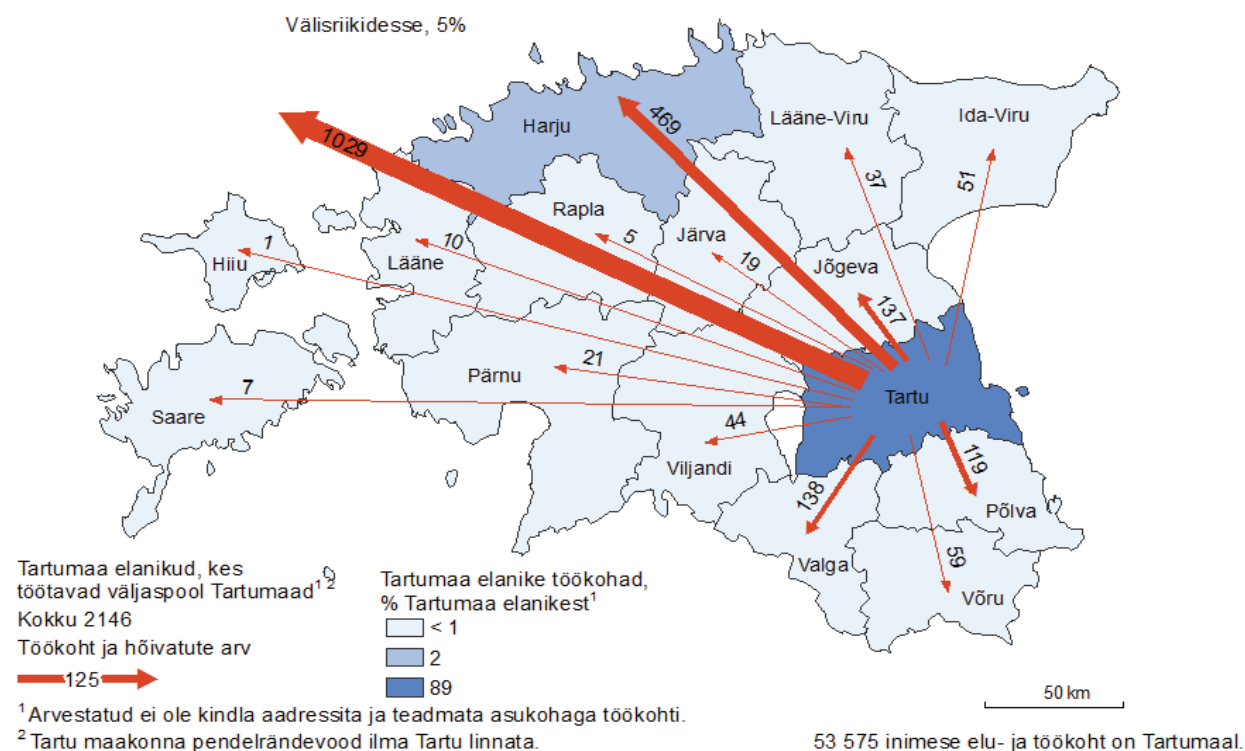 Välisriikidesse, 5%
1029
469
Harju
Lääne-Viru
Ida-Viru
37
51
Rapla
5
Järva
19
Jõgeva
137
1
Hiiu
10
Lääne
21
Pärnu
7
Saare
44
Viljandi
Tartu
138
Valga
119
Põlva
59
Võru
Tartumaa elanikud, kes
töötavad väljaspool Tartumaad¹ ²
Kokku 2146
Töökoht ja hõivatute arv
125
Tartumaa elanike töökohad,
% Tartumaa elanikest¹
< 1
2
89
50 km
¹ Arvestatud ei ole kindla aadressita ja teadmata asukohaga töökohti.
² Tartu maakonna pendelrändevood ilma Tartu linnata.
53 575 inimese elu- ja töökoht on Tartumaal.